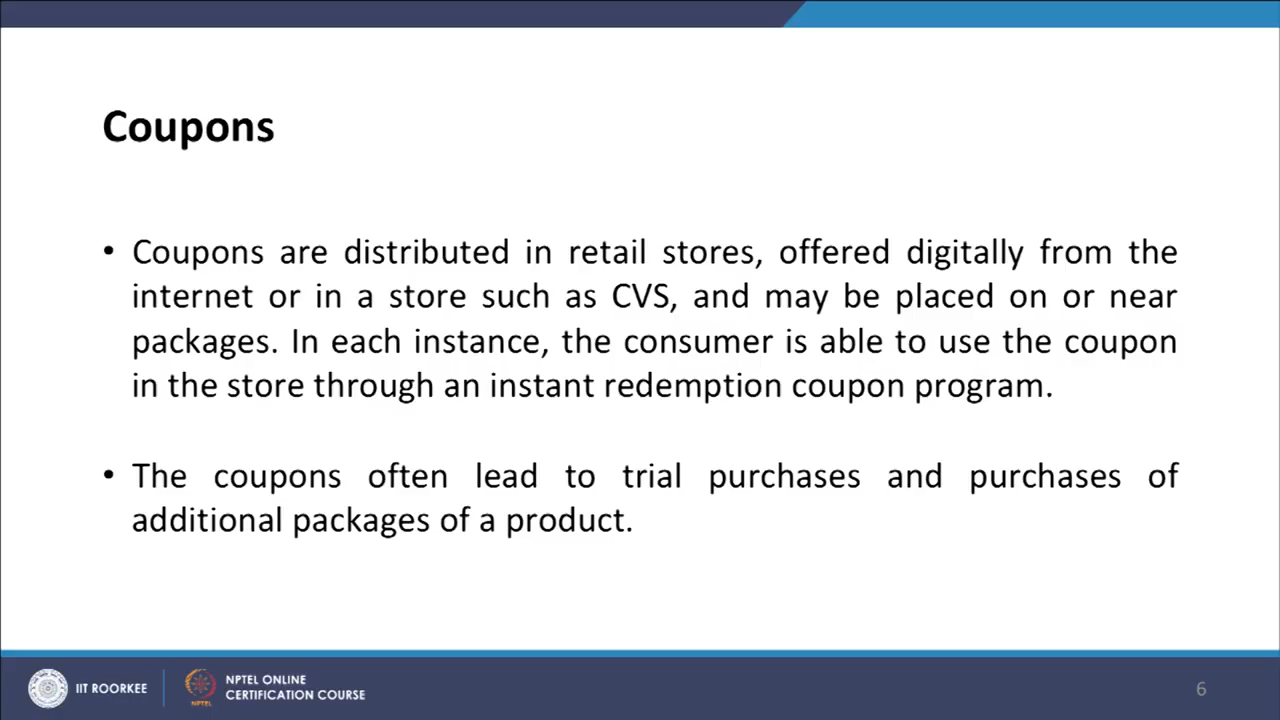 Coupons
• Coupons are distributed in retail stores, offered digitally from the
internet or in a store such as CVS, and may be placed on or near
packages. In each instance, the consumer is able to use the coupon
in the store through an instant redemption coupon program.
• The coupons often lead to trial purchases and purchases of
additional packages of a product.
IIT ROORKEE
NPTEL
NPTEL ONLINE
CERTIFICATION COURSE
6